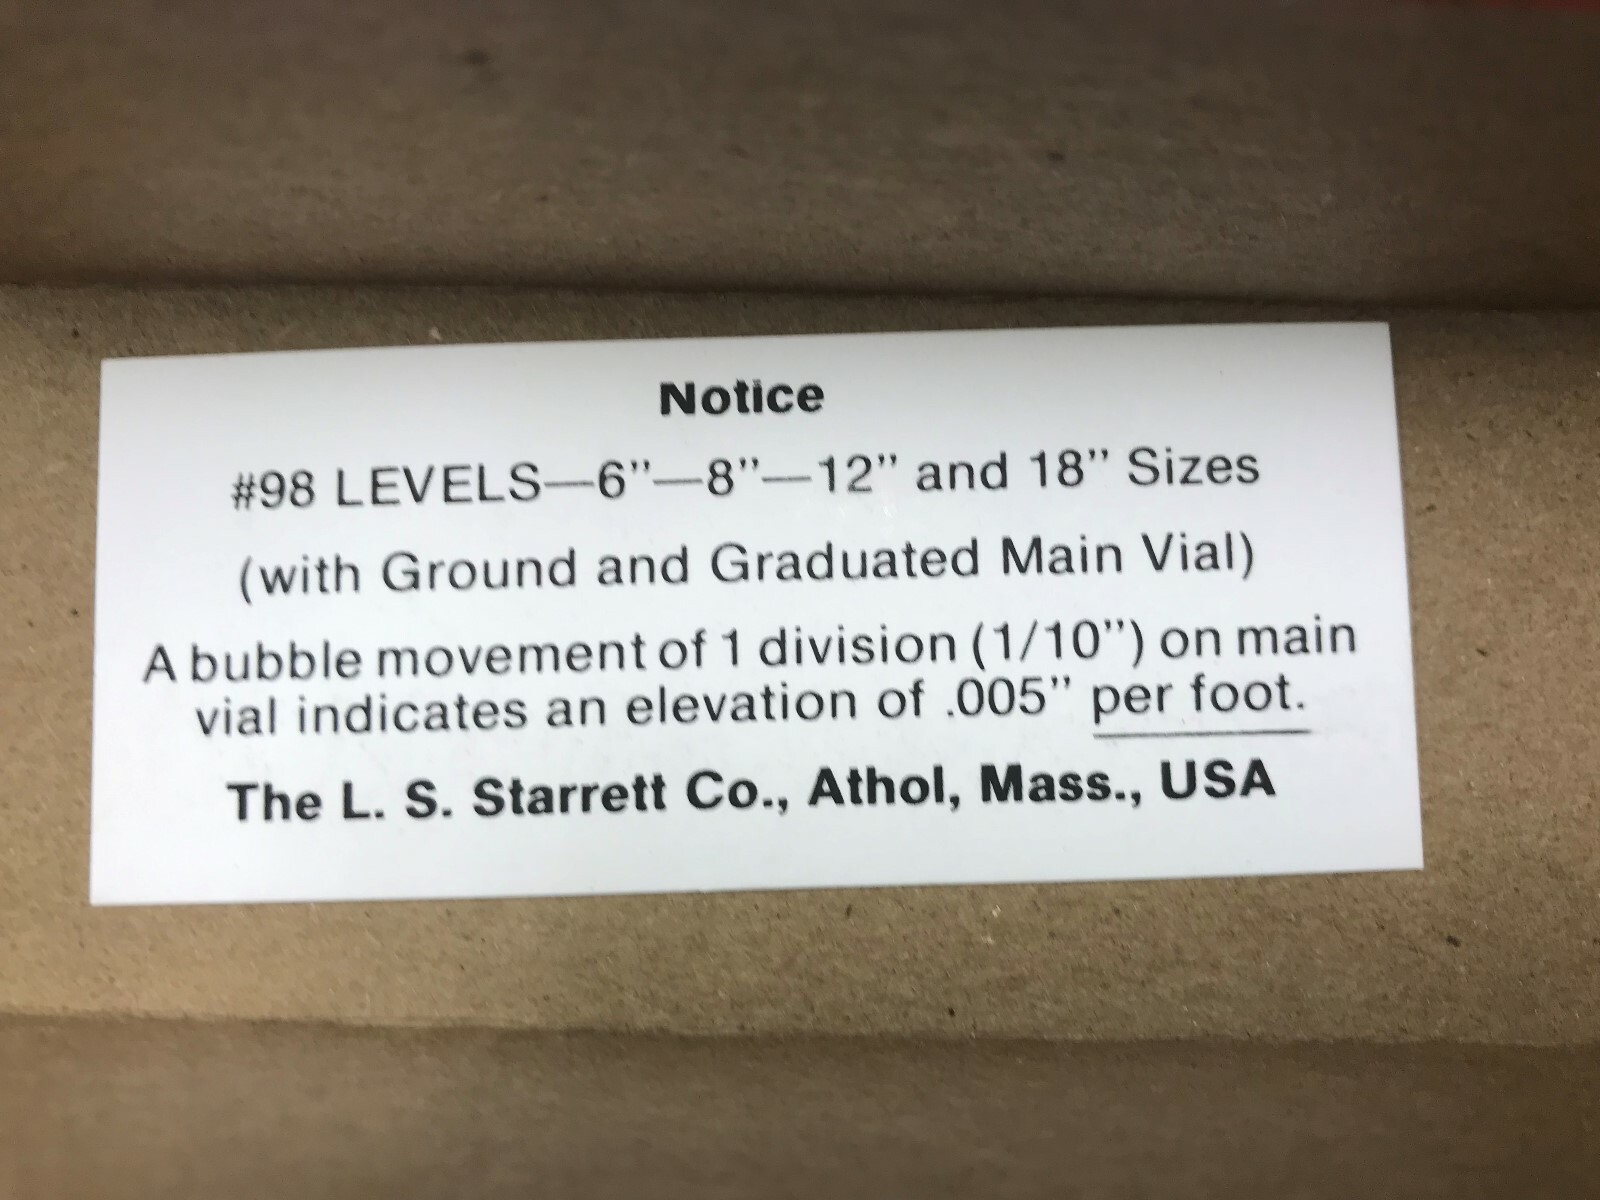 Notice
#98 LEVELS—6”—8”—12” and 18” Sizes
(with Ground and Graduated Main Vial)
A bubble movement of 1 division (1/10”) on main
vial indicates an elevation of .005” per foot.
The L. S. Starrett Co., Athol, Mass., USA